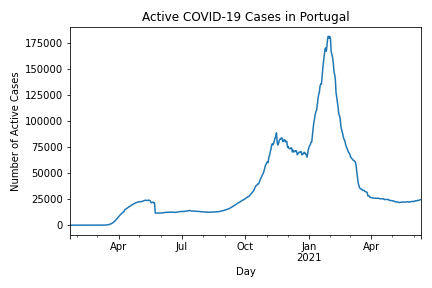 Active COVID-19 Cases in Portugal
Number of Active Cases
175000
150000
125000
100000
75000
50000
25000
0
Apr Jul Oct Jan Apr
2021
Day